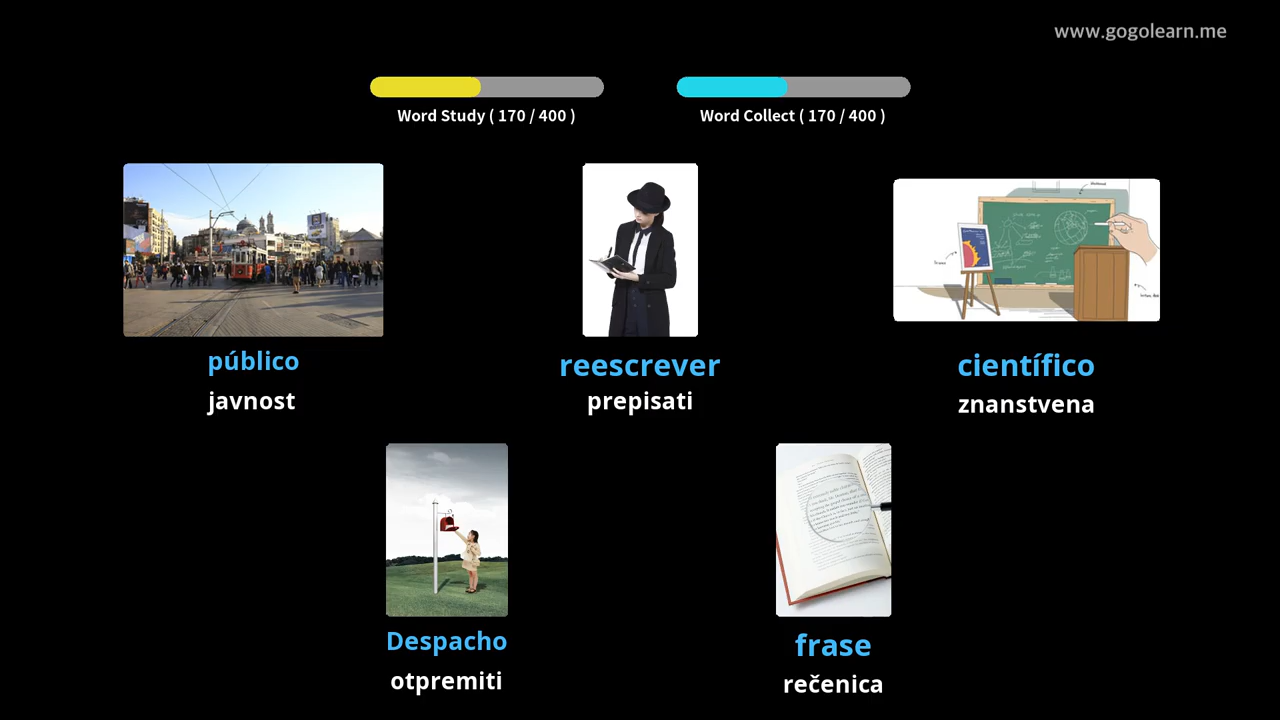 www.gogolearn.me
Word Study ( 170 / 400 )
Word Collect ( 170 / 400 )
público
reescrever
científico
javnost
prepisati
znanstvena
Despacho
frase
otpremiti
rečenica